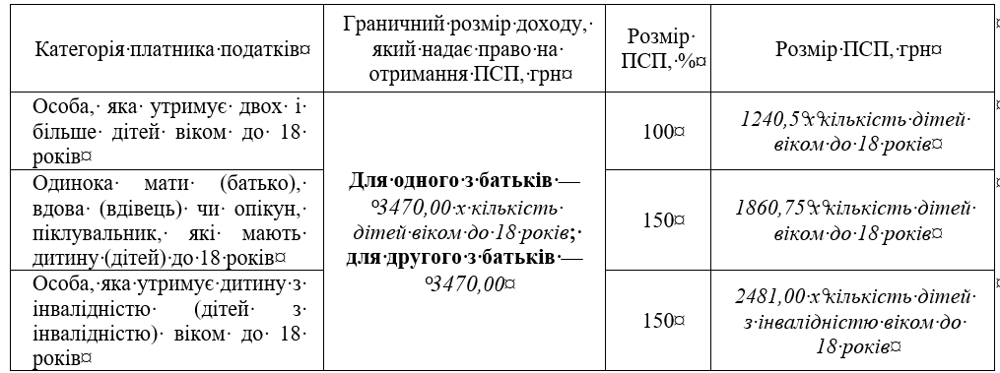 Категорія платника податків
Граничний розмір доходу,
який надає право на
отримання ПСП, грн
Розмір
ПСП, %
Розмір ПСП, грн
Особа, яка утримує двох і
більше дітей віком до 18
років
Для одного з батьків —
3470,00 х кількість
дітей віком до 18 років;
для другого з батьків —
3470,00
100
1240,5 х кількість дітей
віком до 18 років
Одинока мати (батько),
вдова (вдівець) чи опікун,
піклувальник, які мають
дитину (дітей) до 18 років
150
1860,75 х кількість дітей
віком до 18 років
Особа, яка утримує дитину з
інвалідністю (дітей з
інвалідністю) віком до 18
років
150
2481,00 х кількість дітей
з інвалідністю віком до
18 років